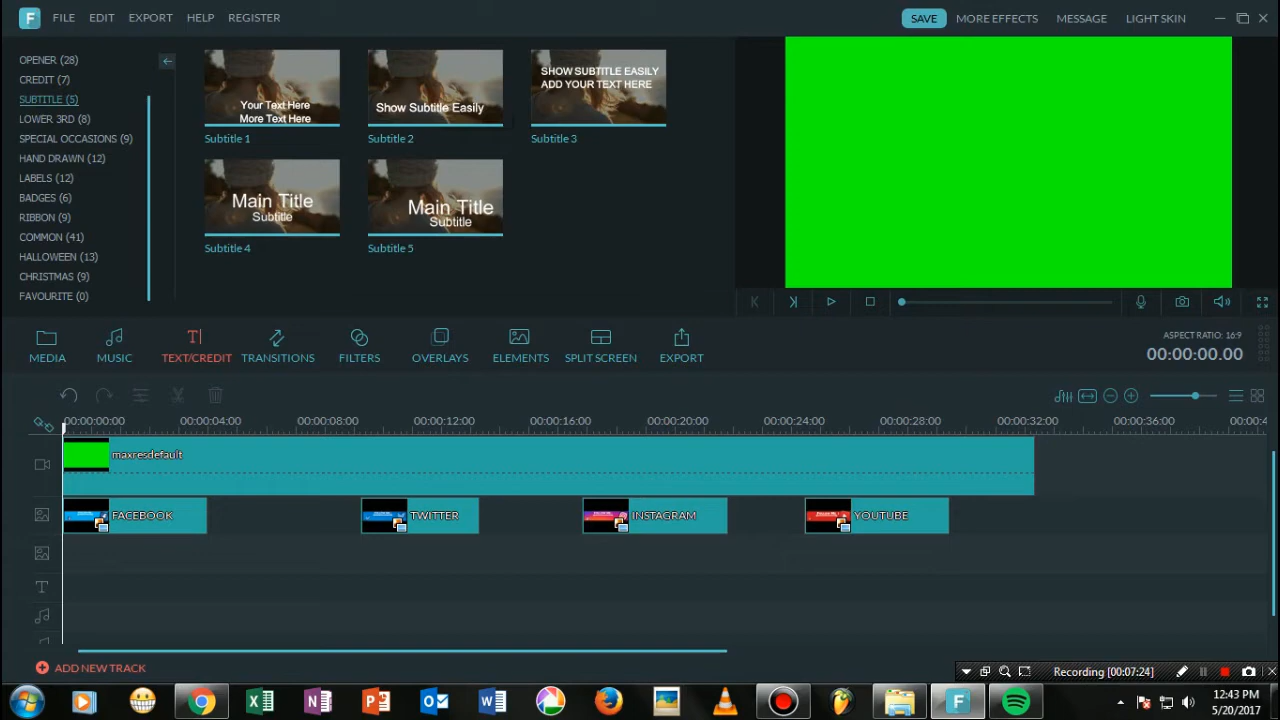 F FILE EDIT EXPORT HELP REGISTER SAVE MORE EFFECTS MESSAGE LIGHT SKIN
OPENER (28)
CREDIT (7)
SUBTITLE (5)
LOWER 3RD (8)
SPECIAL OCCASIONS (9)
HAND DRAWN (12)
LABELS (12)
BADGES (6)
RIBBON (9)
COMMON (41)
HALLOWEEN (13)
CHRISTMAS (9)
FAVOURITE (0)
Your Text Here
More Text Here
Subtitle 1
Show Subtitle Easily
Subtitle 2
SHOW SUBTITLE EASILY
ADD YOUR TEXT HERE
Subtitle 3
Main Title
Subtitle
Subtitle 4
Main Title
Subtitle
Subtitle 5
MEDIA MUSIC TEXT/CREDIT TRANSITIONS FILTERS OVERLAYS ELEMENTS SPLIT SCREEN EXPORT
ASPECT RATIO: 16:9
00:00:00.00
00:00:00:00 00:00:04:00 00:00:08:00 00:00:12:00 00:00:16:00 00:00:20:00 00:00:24:00 00:00:28:00 00:00:32:00 00:00:36:00 00:00:4
maxresdefault
FACEBOOK TWITTER INSTAGRAM YOUTUBE
T
ADD NEW TRACK
Recording [00:07:24]
12:43 PM
5/20/2017